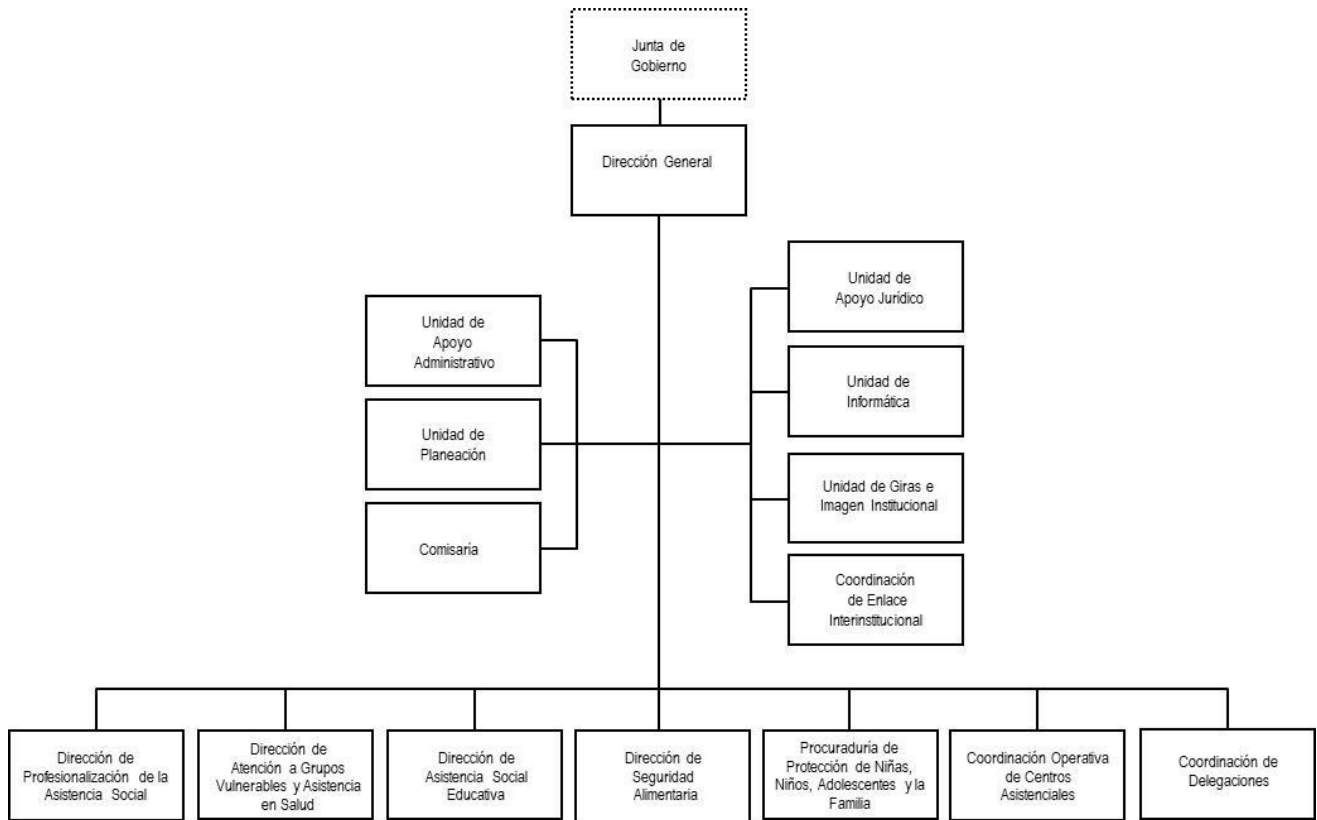 Junta de
Gobierno
Dirección General
Unidad de
Apoyo Jurídico
Unidad de
Apoyo
Administrativo
Unidad de
Informática
Unidad de
Planeación
Unidad de Giras e
Imagen Institucional
Comisaría
Coordinación
de Enlace
Interinstitucional
Dirección de
Profesionalización de la
Asistencia Social
Dirección de
Atención a Grupos
Vulnerables y Asistencia
en Salud
Dirección de
Asistencia Social
Educativa
Dirección de
Seguridad
Alimentaria
Procuraduría de
Protección de Niñas,
Niños, Adolescentes y la
Familia
Coordinación Operativa
de Centros
Asistenciales
Coordinación de
Delegaciones